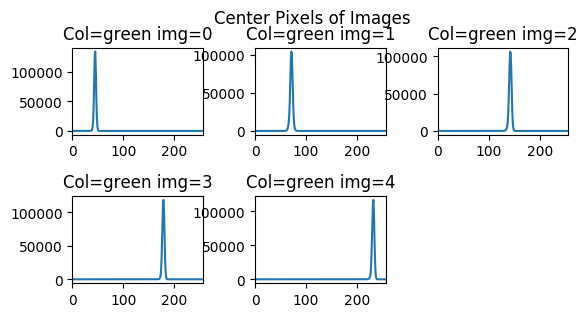 Center Pixels of Images
Col=green img=0 Col=green img=1 Col=green img=2
100000 100000 100000
50000 50000 50000
0 0 0
0 100 200 0 100 200 0 100 200
Col=green img=3 Col=green img=4
100000 100000
50000 50000
0 0
0 100 200 0 100 200